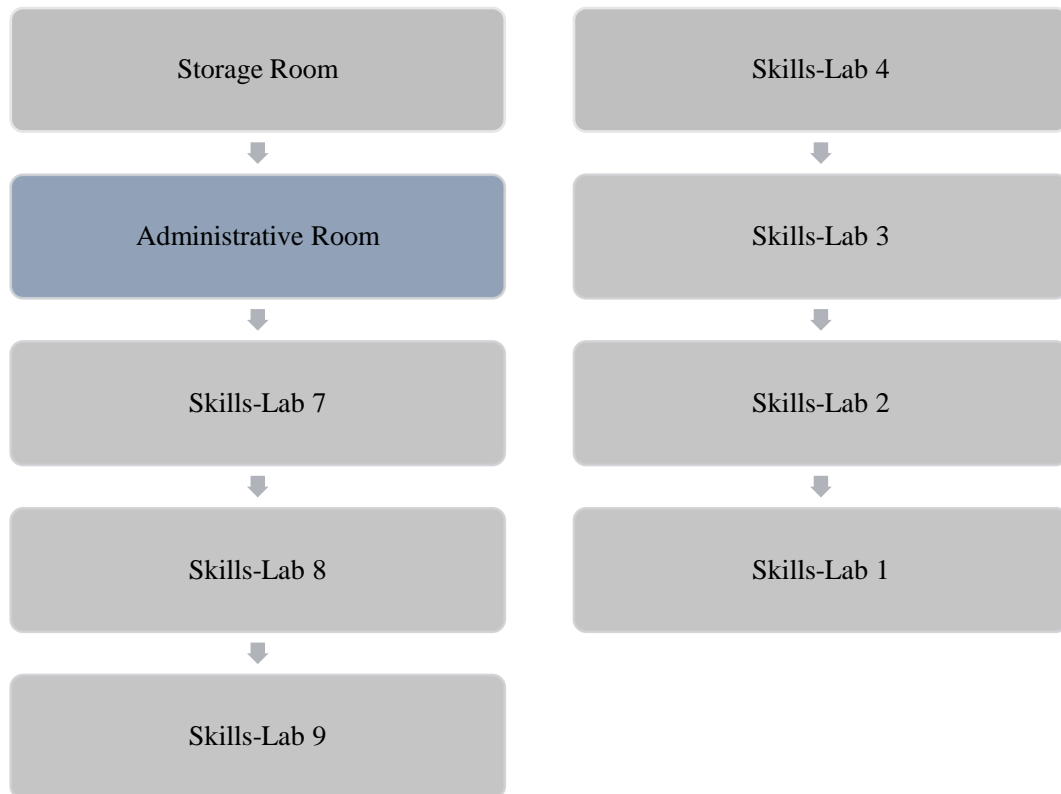 Storage Room
Administrative Room
Skills-Lab 7
Skills-Lab 8
Skills-Lab 9
Skills-Lab 4
Skills-Lab 3
Skills-Lab 2
Skills-Lab 1